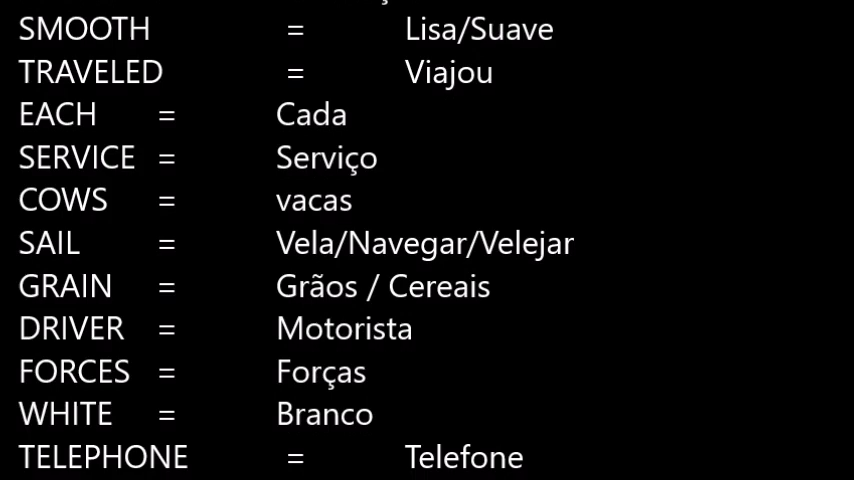 SMOOTH = Lisa/Suave
TRAVELED = Viajou
EACH = Cada
SERVICE = Serviço
COWS = vacas
SAIL = Vela/Navegar/Velejar
GRAIN = Grãos / Cereais
DRIVER = Motorista
FORCES = Forças
WHITE = Branco
TELEPHONE = Telefone